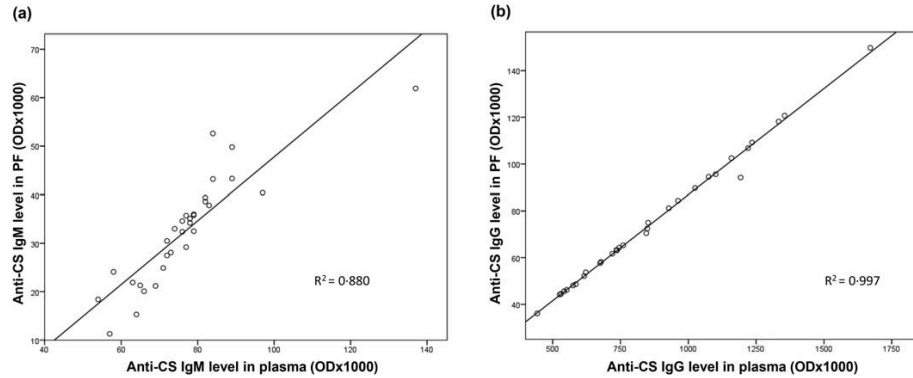 (a)
Anti-CS IgM level in PF (ODx1000)
70
60
50
40
30
20
10
R² = 0·880
40 60 80 100 120 140
Anti-CS IgM level in plasma (ODx1000)
(b)
Anti-CS IgG level in PF (ODx1000)
140
120
100
80
60
40
R² = 0·997
500 750 1000 1250 1500 1750
Anti-CS IgG level in plasma (ODx1000)